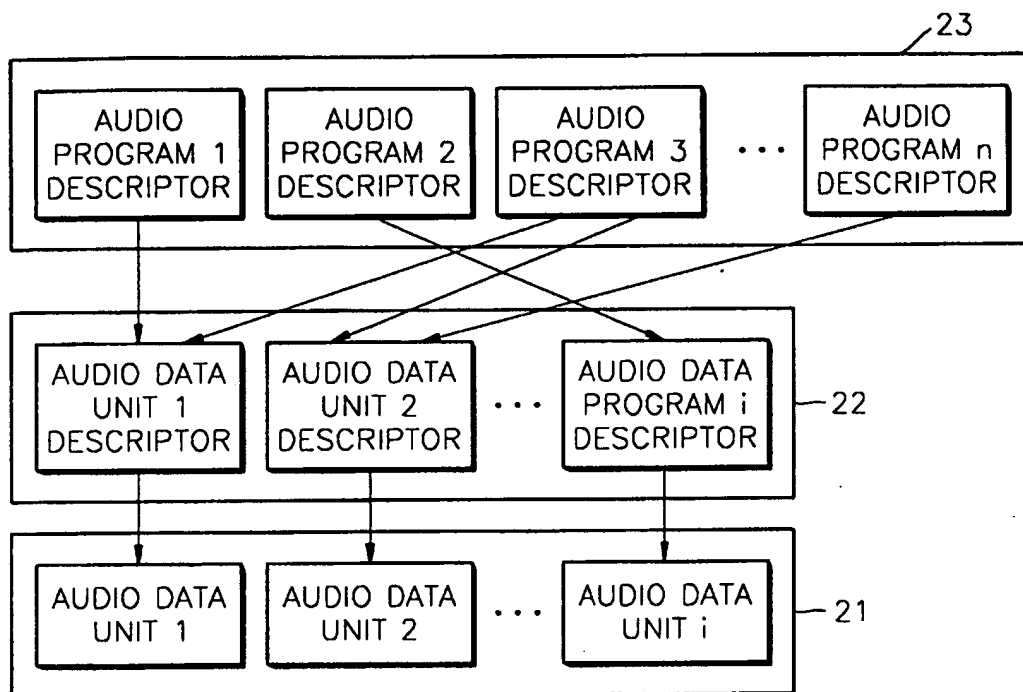 23
AUDIO
PROGRAM 1
DESCRIPTOR
AUDIO
PROGRAM 2
DESCRIPTOR
AUDIO
PROGRAM 3
DESCRIPTOR
...
AUDIO
PROGRAM n
DESCRIPTOR
AUDIO DATA
UNIT 1
DESCRIPTOR
AUDIO DATA
UNIT 2
DESCRIPTOR
...
AUDIO DATA
PROGRAM i
DESCRIPTOR
22
AUDIO DATA
UNIT 1
AUDIO DATA
UNIT 2
...
AUDIO DATA
UNIT i
21